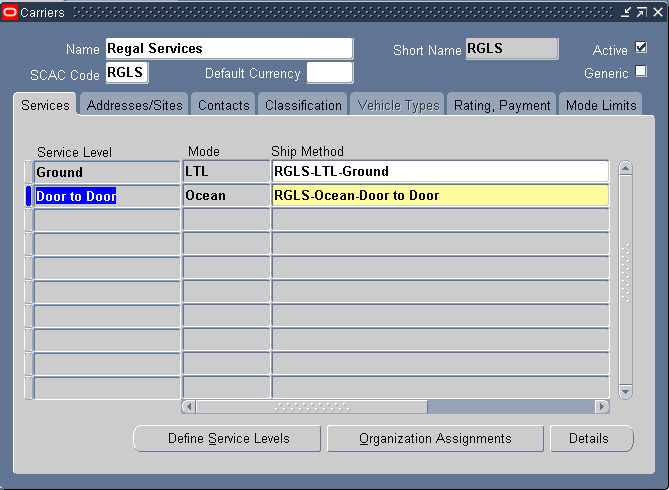 Carriers
Name Regal Services Short Name RGLS Active
SCAC Code RGLS Default Currency Generic
Services Addresses/Sites Contacts Classification Vehicle Types Rating, Payment Mode Limits
Service Level Mode Ship Method
Ground LTL RGLS-LTL-Ground
Door to Door Ocean RGLS-Ocean-Door to Door
Define Service Levels Organization Assignments Details